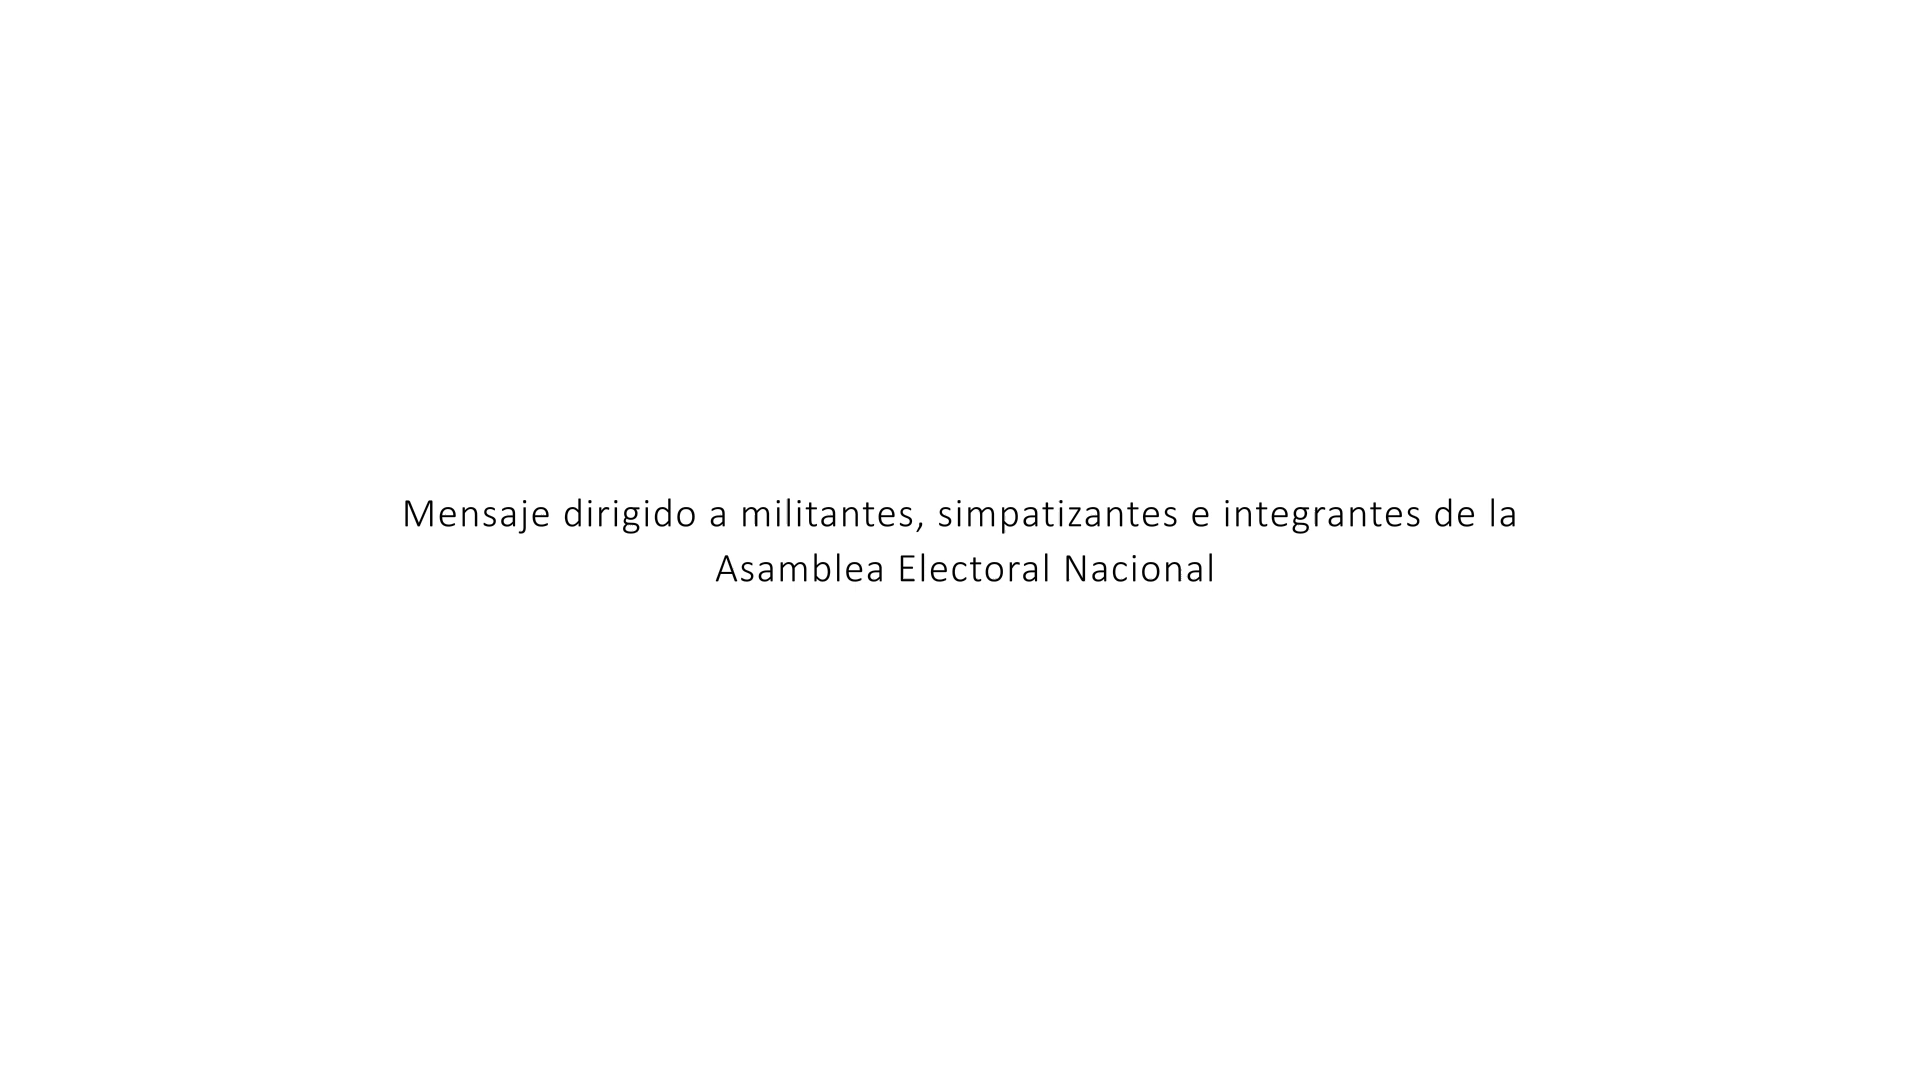 Mensaje dirigido a militantes, simpatizantes e integrantes de la
Asamblea Electoral Nacional